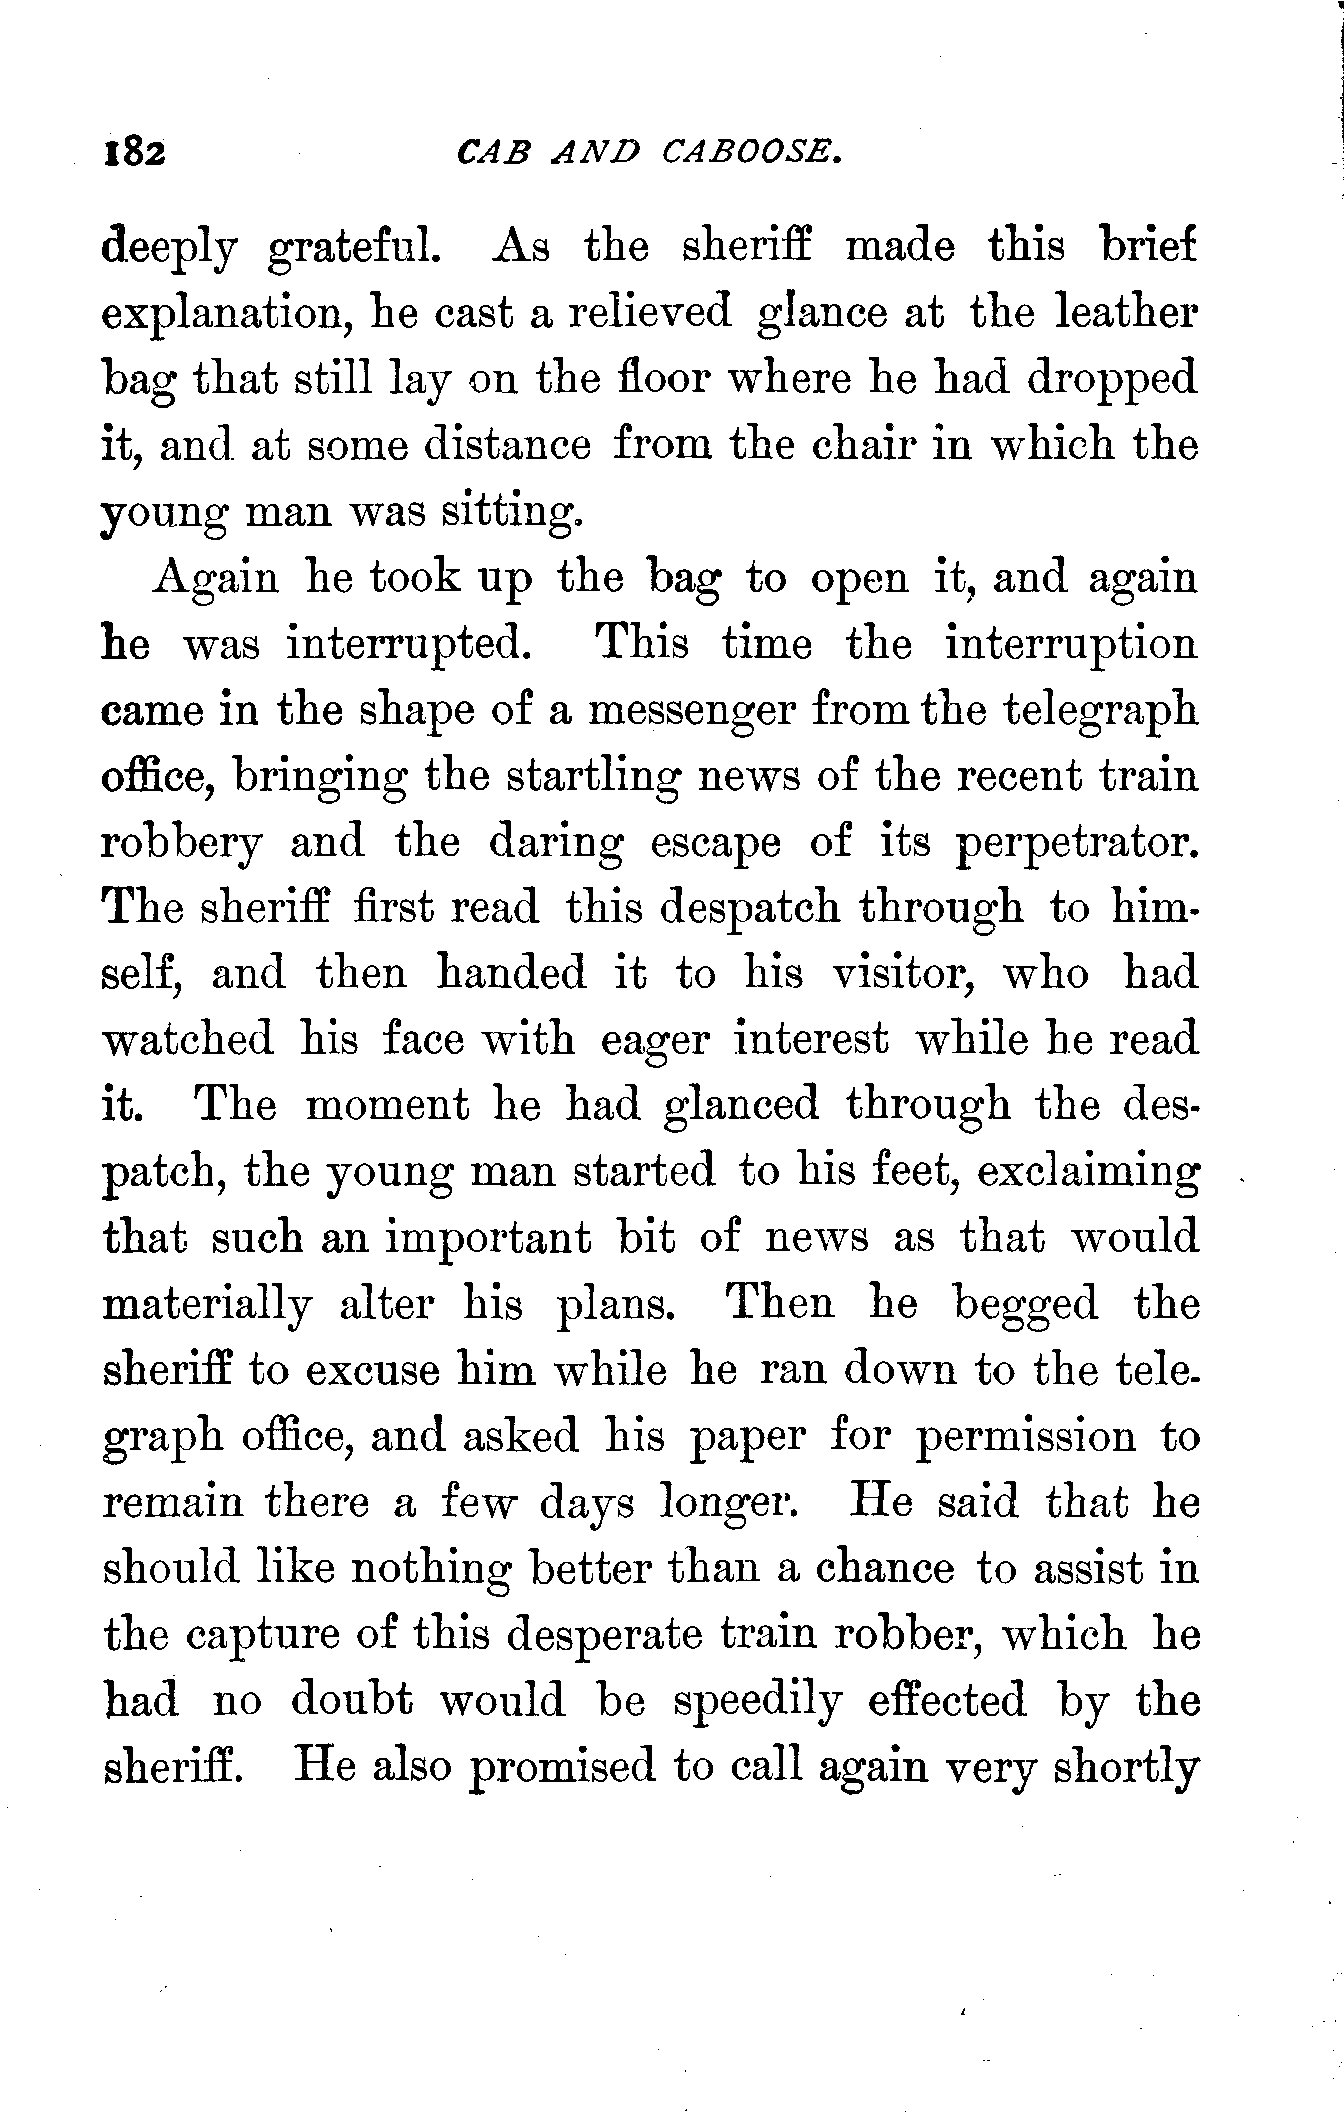 182 CAB AND CABOOSE.
deeply grateful. As the sheriff made this brief
explanation, he cast a relieved glance at the leather
bag that still lay on the floor where he had dropped
it, and at some distance from the chair in which the
young man was sitting.
Again he took up the bag to open it, and again
he was interrupted. This time the interruption
came in the shape of a messenger from the telegraph
office, bringing the startling news of the recent train
robbery and the daring escape of its perpetrator.
The sheriff first read this despatch through to him-
self, and then handed it to his visitor, who had
watched his face with eager interest while he read
it. The moment he had glanced through the des-
patch, the young man started to his feet, exclaiming
that such an important bit of news as that would
materially alter his plans. Then he begged the
sheriff to excuse him while he ran down to the tele-
graph office, and asked his paper for permission to
remain there a few days longer. He said that he
should like nothing better than a chance to assist in
the capture of this desperate train robber, which he
had no doubt would be speedily effected by the
sheriff. He also promised to call again very shortly